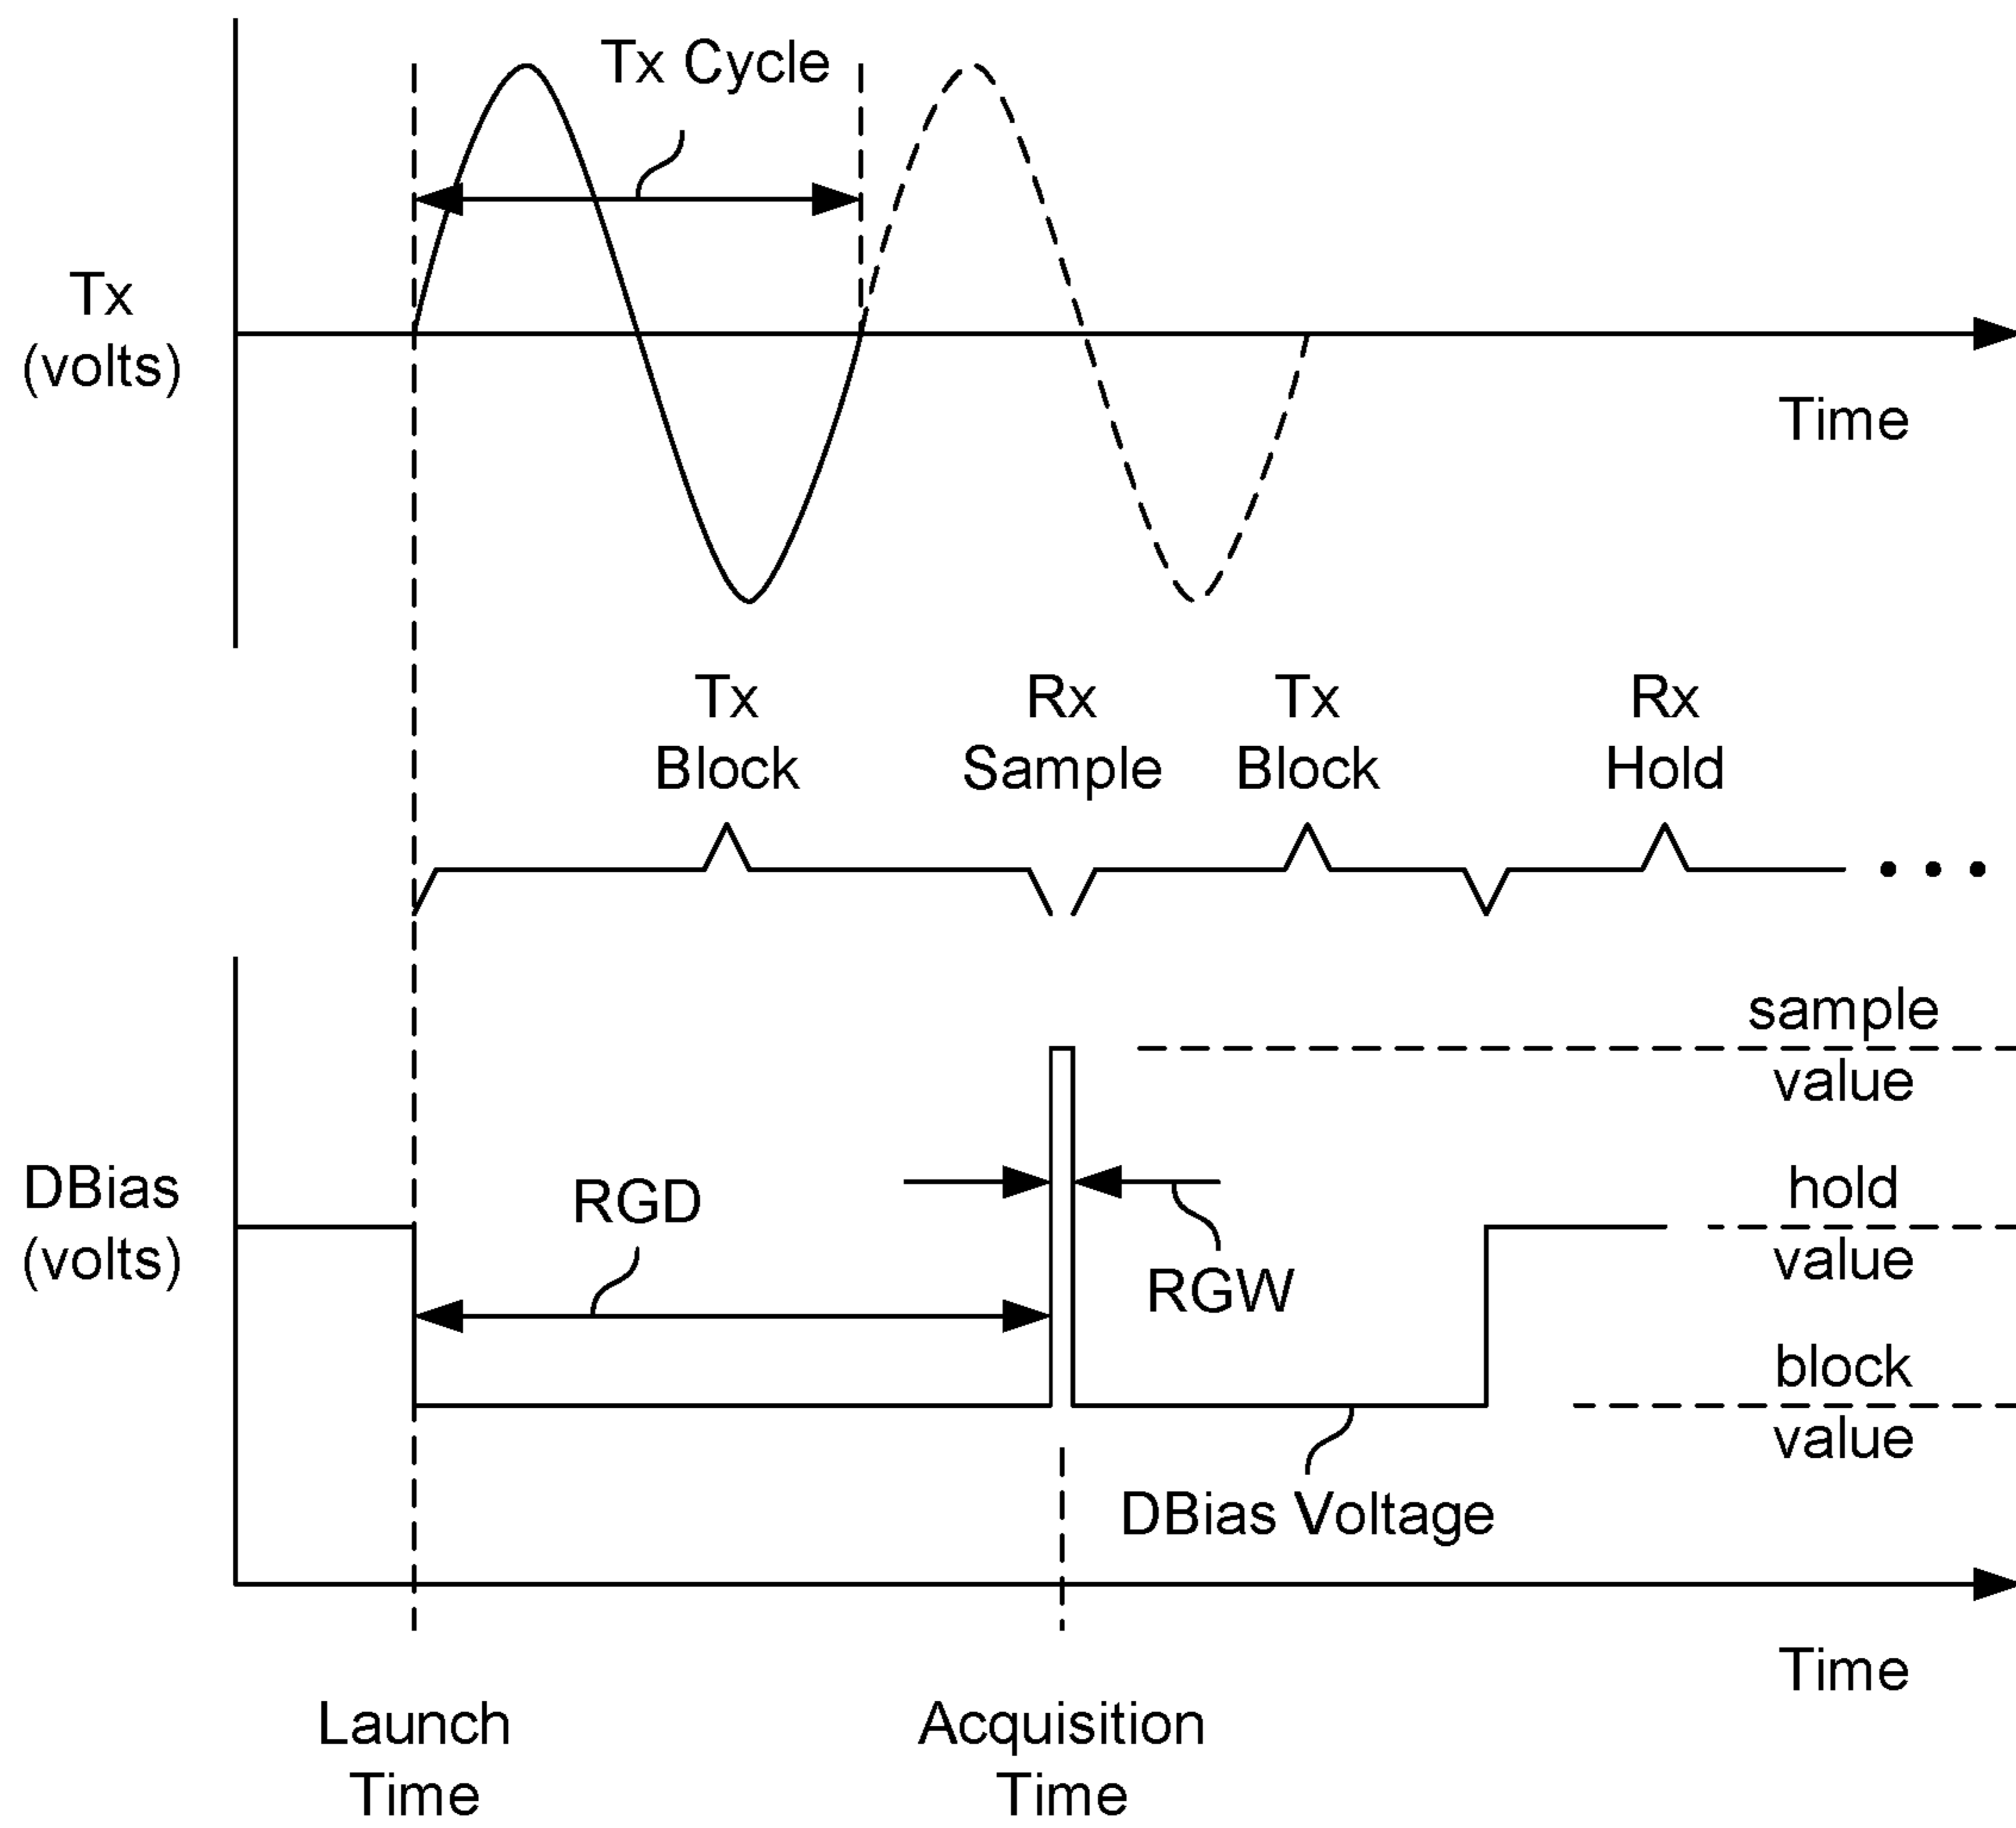 Tx Cycle
Tx
(volts)
Time
Tx
Block
Rx
Sample
Tx
Block
Rx
Hold
sample
value
DBias
(volts)
RGD
hold
value
RGW
block
value
DBias Voltage
Time
Launch
Time
Acquisition
Time